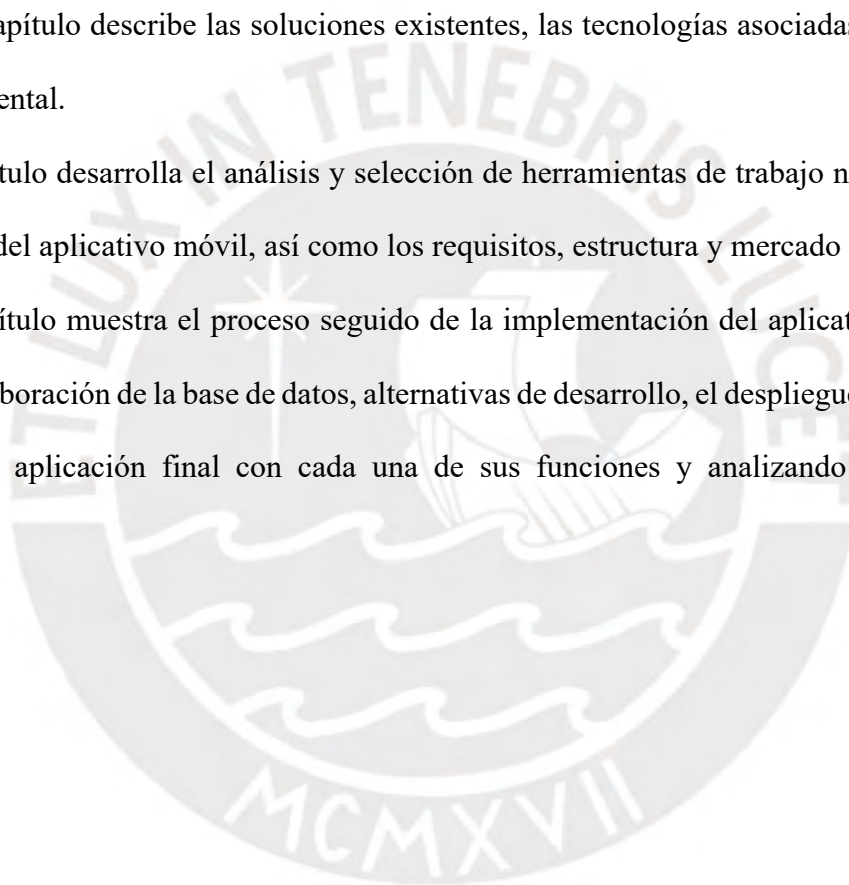 apítulo describe las soluciones existentes, las tecnologías asociadas
ental.
tulo desarrolla el análisis y selección de herramientas de trabajo n
del aplicativo móvil, así como los requisitos, estructura y mercado
ítulo muestra el proceso seguido de la implementación del aplicat
boración de la base de datos, alternativas de desarrollo, el despliegue
aplicación final con cada una de sus funciones y analizando
ET LUX IN TENEBRIS LVCET
MCMXVII